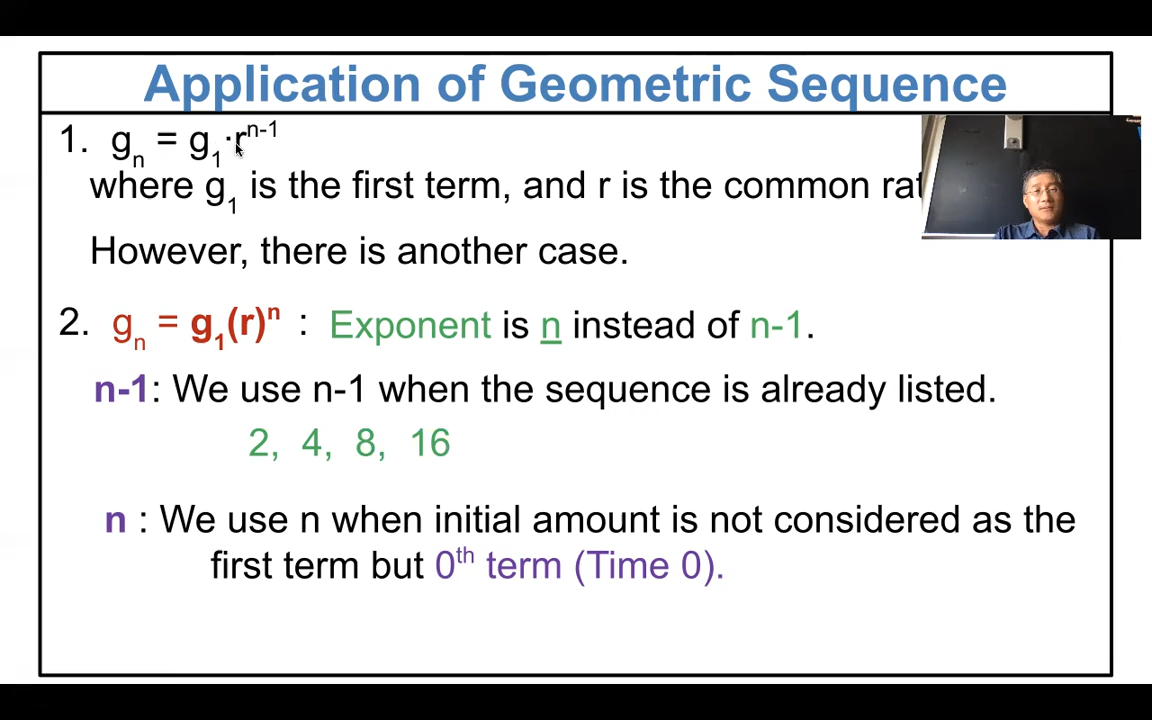 Application of Geometric Sequence
1. gₙ = g₁·rⁿ⁻¹
where g₁ is the first term, and r is the common
However, there is another case.
2. gₙ = g₁(r)ⁿ : Exponent is n instead of n-1.
n-1: We use n-1 when the sequence is already listed.
2, 4, 8, 16
n : We use n when initial amount is not considered as the
first term but 0ᵗʰ term (Time 0).